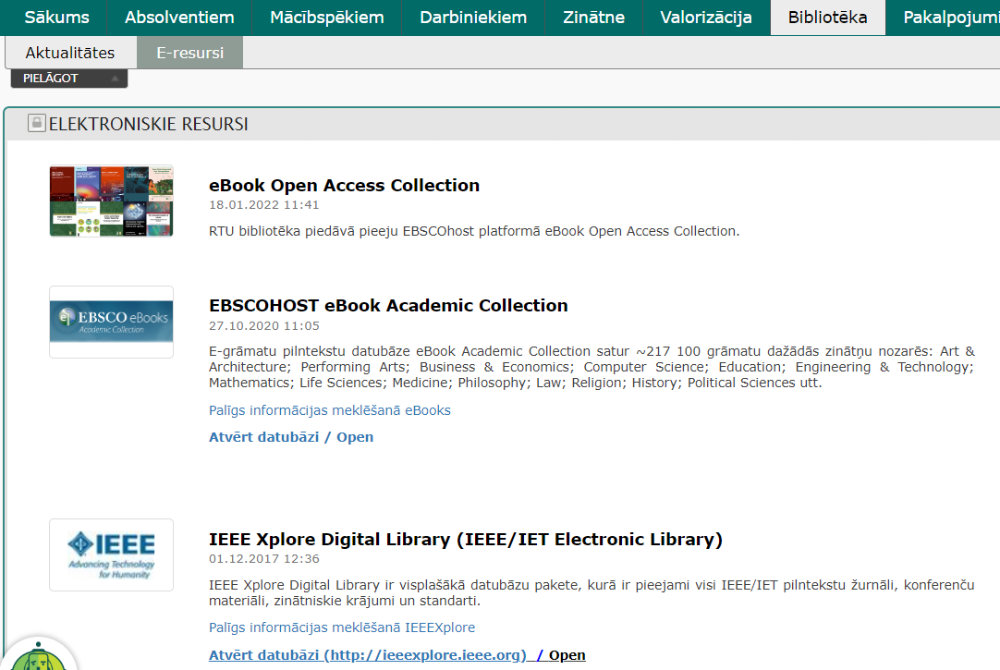 Sākums Absolventiem Mācībspēkiem Darbiniekiem Zinātne Valorizācija Bibliotēka Pakalpojumi
Aktualitātes E-resursi
PIELĀGOT
ELEKTRONISKIE RESURSI
eBook Open Access Collection
18.01.2022 11:41
RTU bibliotēka piedāvā pieeju EBSCOhost platformā eBook Open Access Collection.
EBSCO eBooks
Academic Collection
EBSCOHOST eBook Academic Collection
27.10.2020 11:05
E-grāmatu pilntekstu datubāze eBook Academic Collection satur ~217 100 grāmatu dažādās zinātņu nozarēs: Art &
Architecture; Performing Arts; Business & Economics; Computer Science; Education; Engineering & Technology;
Mathematics; Life Sciences; Medicine; Philosophy; Law; Religion; History; Political Sciences utt.
Palīgs informācijas meklēšanā eBooks
Atvērt datubāzi / Open
IEEE
Advancing Technology
for Humanity
IEEE Xplore Digital Library (IEEE/IET Electronic Library)
01.12.2017 12:36
IEEE Xplore Digital Library ir visplašākā datubāzu pakete, kurā ir pieejami visi IEEE/IET pilntekstu žurnāli, konferenču
materiāli, zinātniskie krājumi un standarti.
Palīgs informācijas meklēšanā IEEEXplore
Atvērt datubāzi (http://ieeexplore.ieee.org) / Open